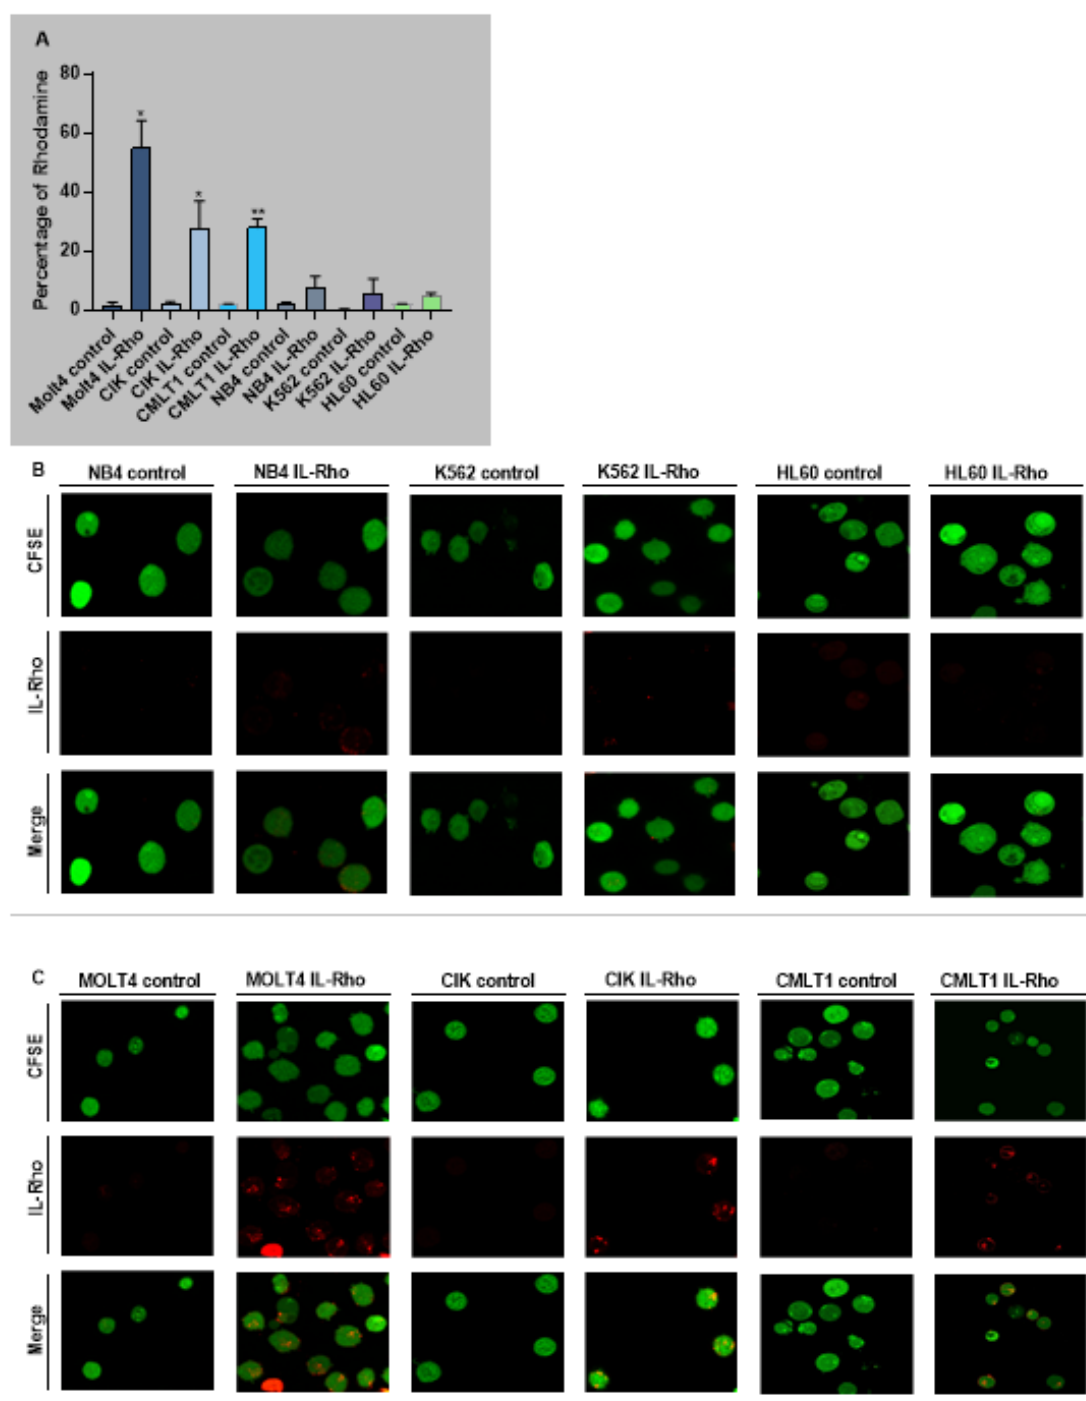 A
Percentage of Rhodamine
80
60
40
20
0
*
*
**
Molt4 control
Molt4 IL-Rho
CIK control
CIK IL-Rho
CMLT1 control
CMLT1 IL-Rho
NB4 control
NB4 IL-Rho
K562 control
K562 IL-Rho
HL60 control
HL60 IL-Rho
B
NB4 control NB4 IL-Rho K562 control K562 IL-Rho HL60 control HL60 IL-Rho
CFSE
IL-Rho
Merge
C
MOLT4 control MOLT4 IL-Rho CIK control CIK IL-Rho CMLT1 control CMLT1 IL-Rho
CFSE
IL-Rho
Merge